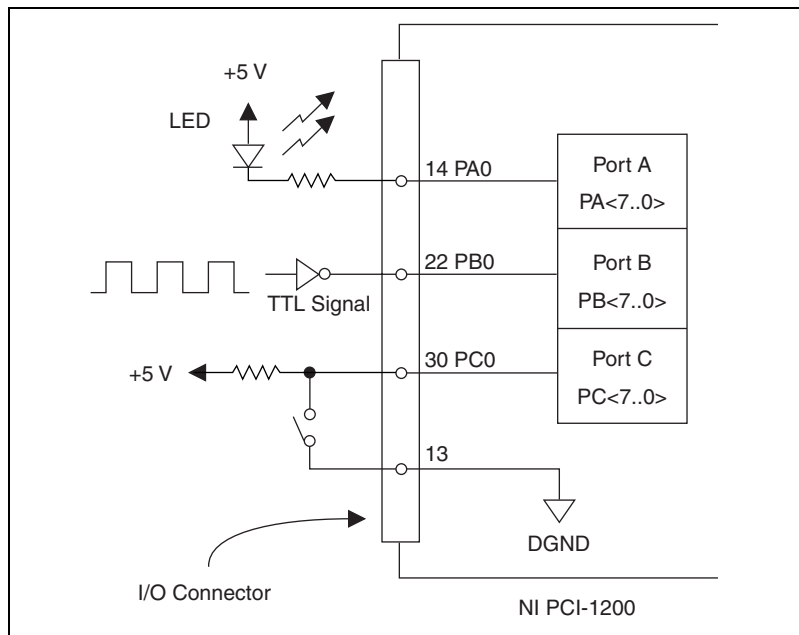 +5 V
LED
14 PA0
Port A
PA<7..0>
22 PB0
TTL Signal
Port B
PB<7..0>
+5 V
30 PC0
Port C
PC<7..0>
13
DGND
I/O Connector
NI PCI-1200